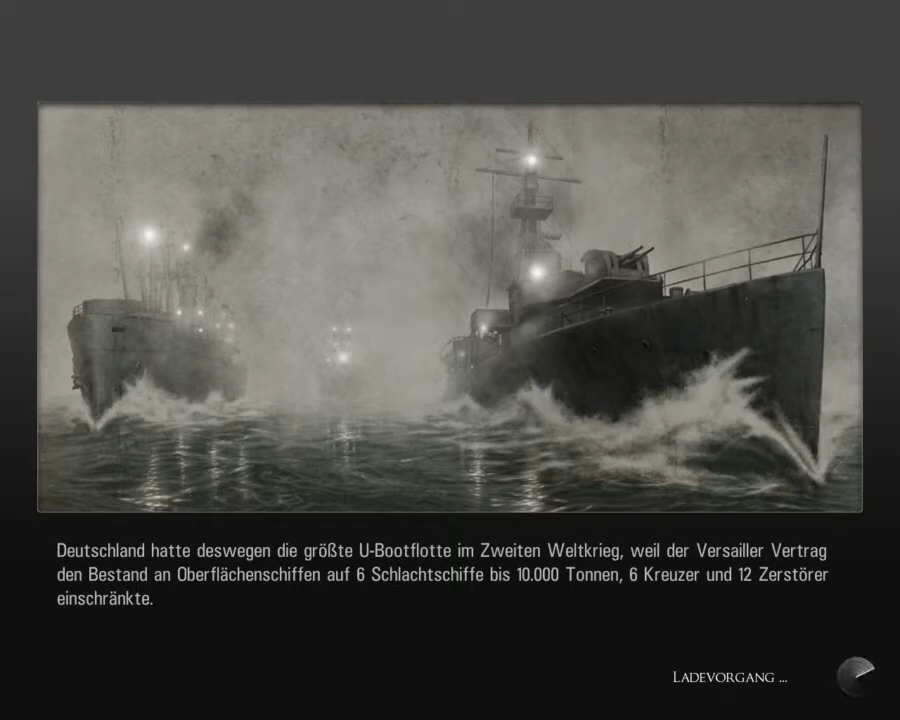 Deutschland hatte deswegen die größte U-Bootflotte im Zweiten Weltkrieg, weil der Versailler Vertrag
den Bestand an Oberflächenschiffen auf 6 Schlachtschiffe bis 10.000 Tonnen, 6 Kreuzer und 12 Zerstörer
einschränkte.
Ladevorgang ...